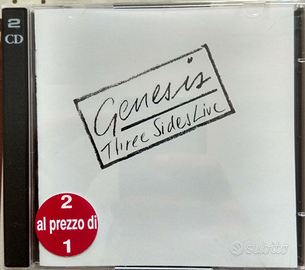 2
CD
Genesis
Three Sides Live
2
al prezzo di
1
subito